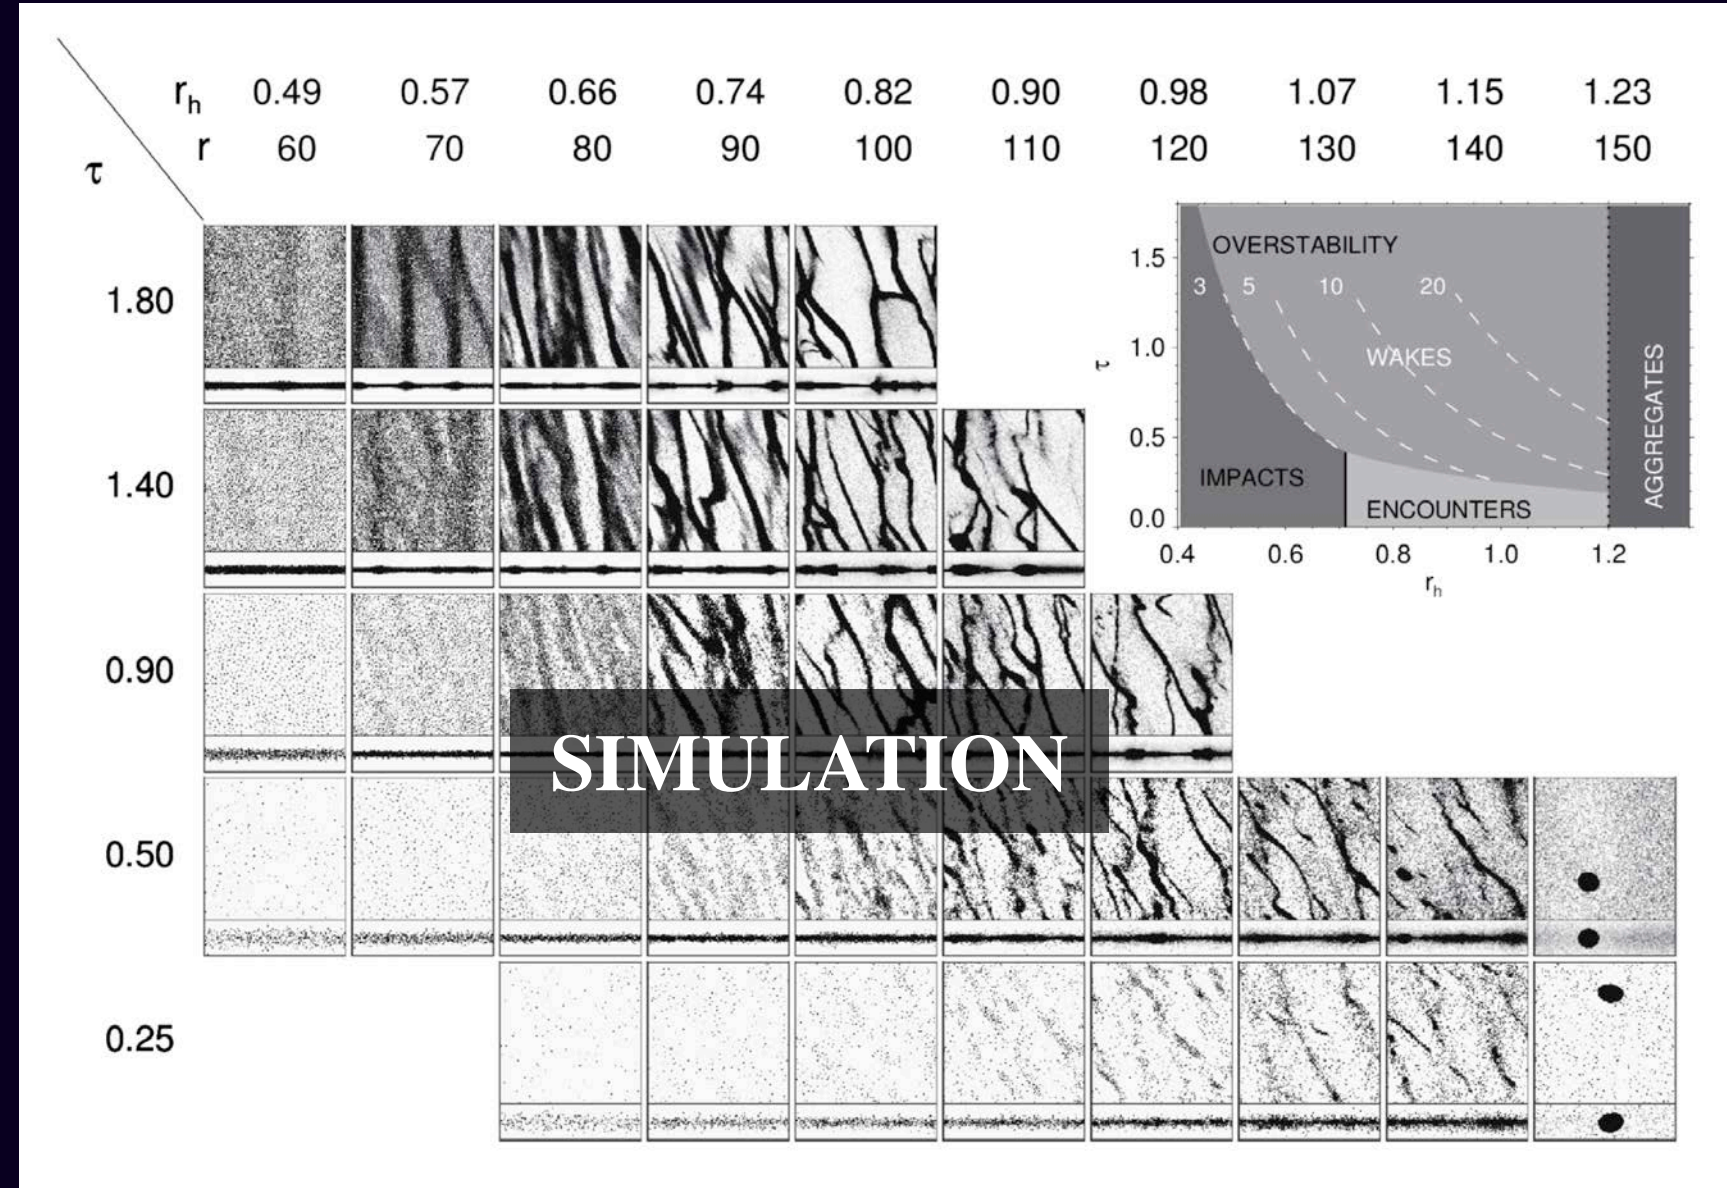 r_h 0.49 0.57 0.66 0.74 0.82 0.90 0.98 1.07 1.15 1.23
r 60 70 80 90 100 110 120 130 140 150
τ
1.80
1.40
0.90
0.50
0.25
OVERSTABILITY
3 5 10 20
WAKES
IMPACTS
ENCOUNTERS
AGGREGATES
τ
1.5
1.0
0.5
0.0
0.4 0.6 0.8 1.0 1.2
r_h
SIMULATION